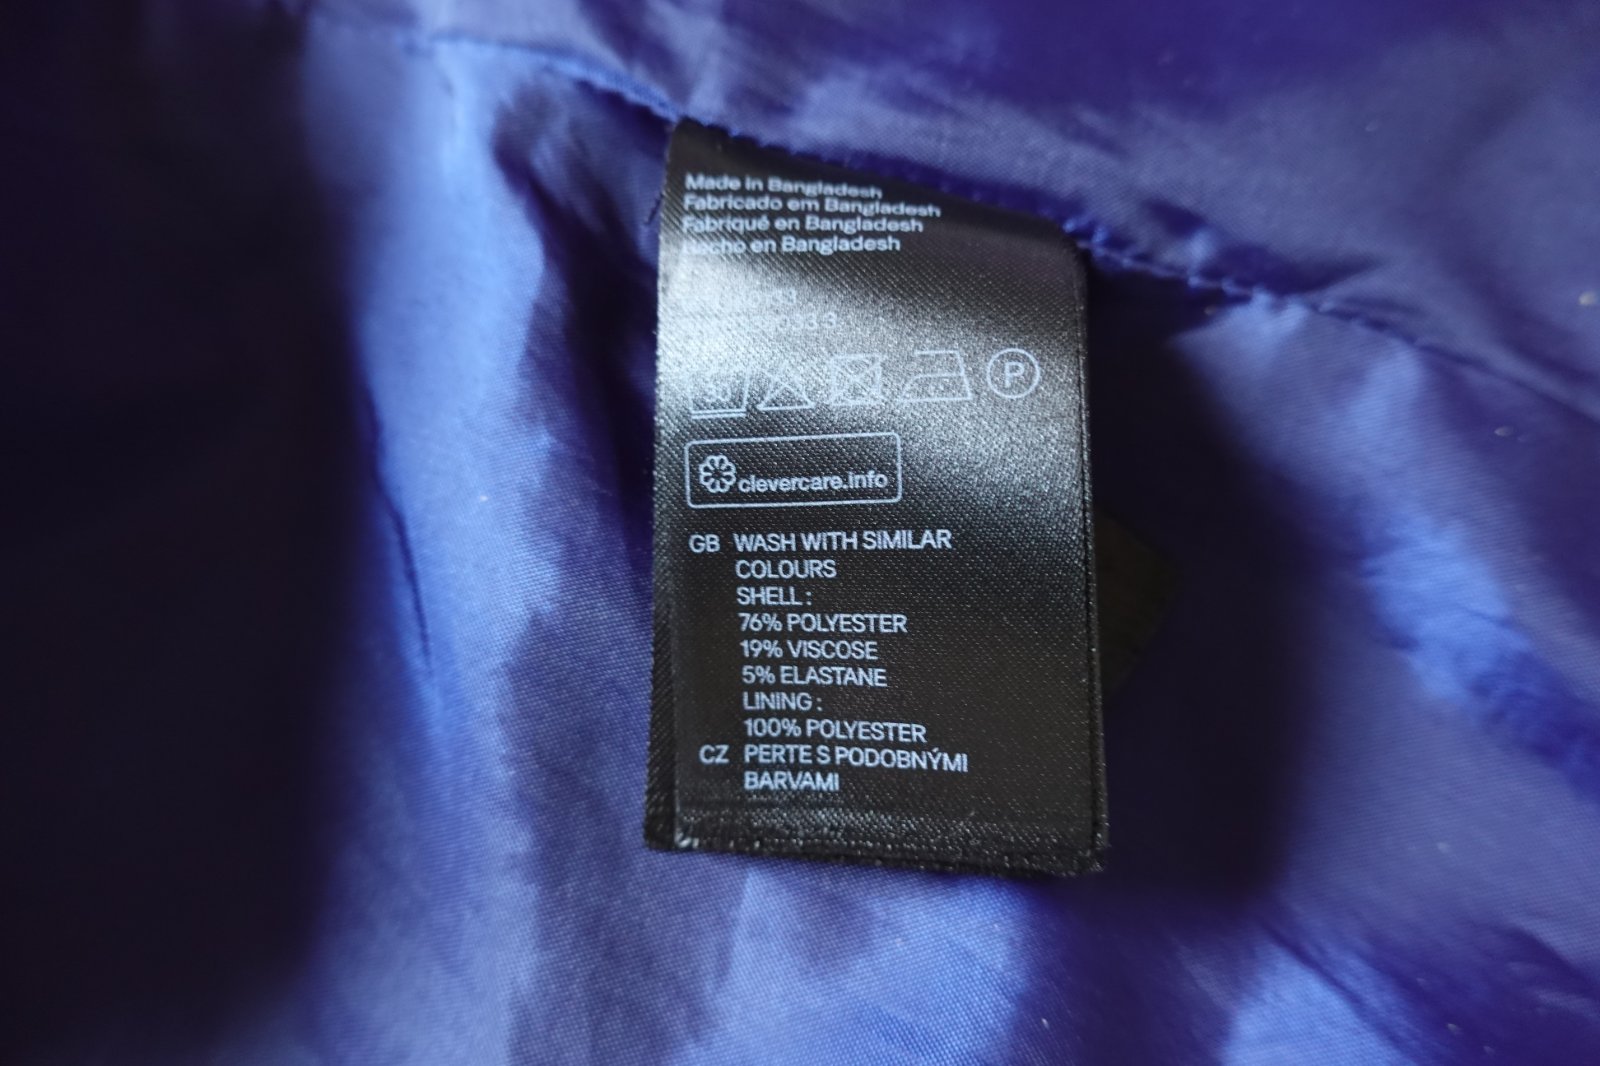 Made in Bangladesh
Fabricado em Bangladesh
Fabriqué en Bangladesh
Hecho en Bangladesh
P
clevercare.info
GB WASH WITH SIMILAR
COLOURS
SHELL :
76% POLYESTER
19% VISCOSE
5% ELASTANE
LINING :
100% POLYESTER
CZ PERTE S PODOBNÝMI
BARVAMI